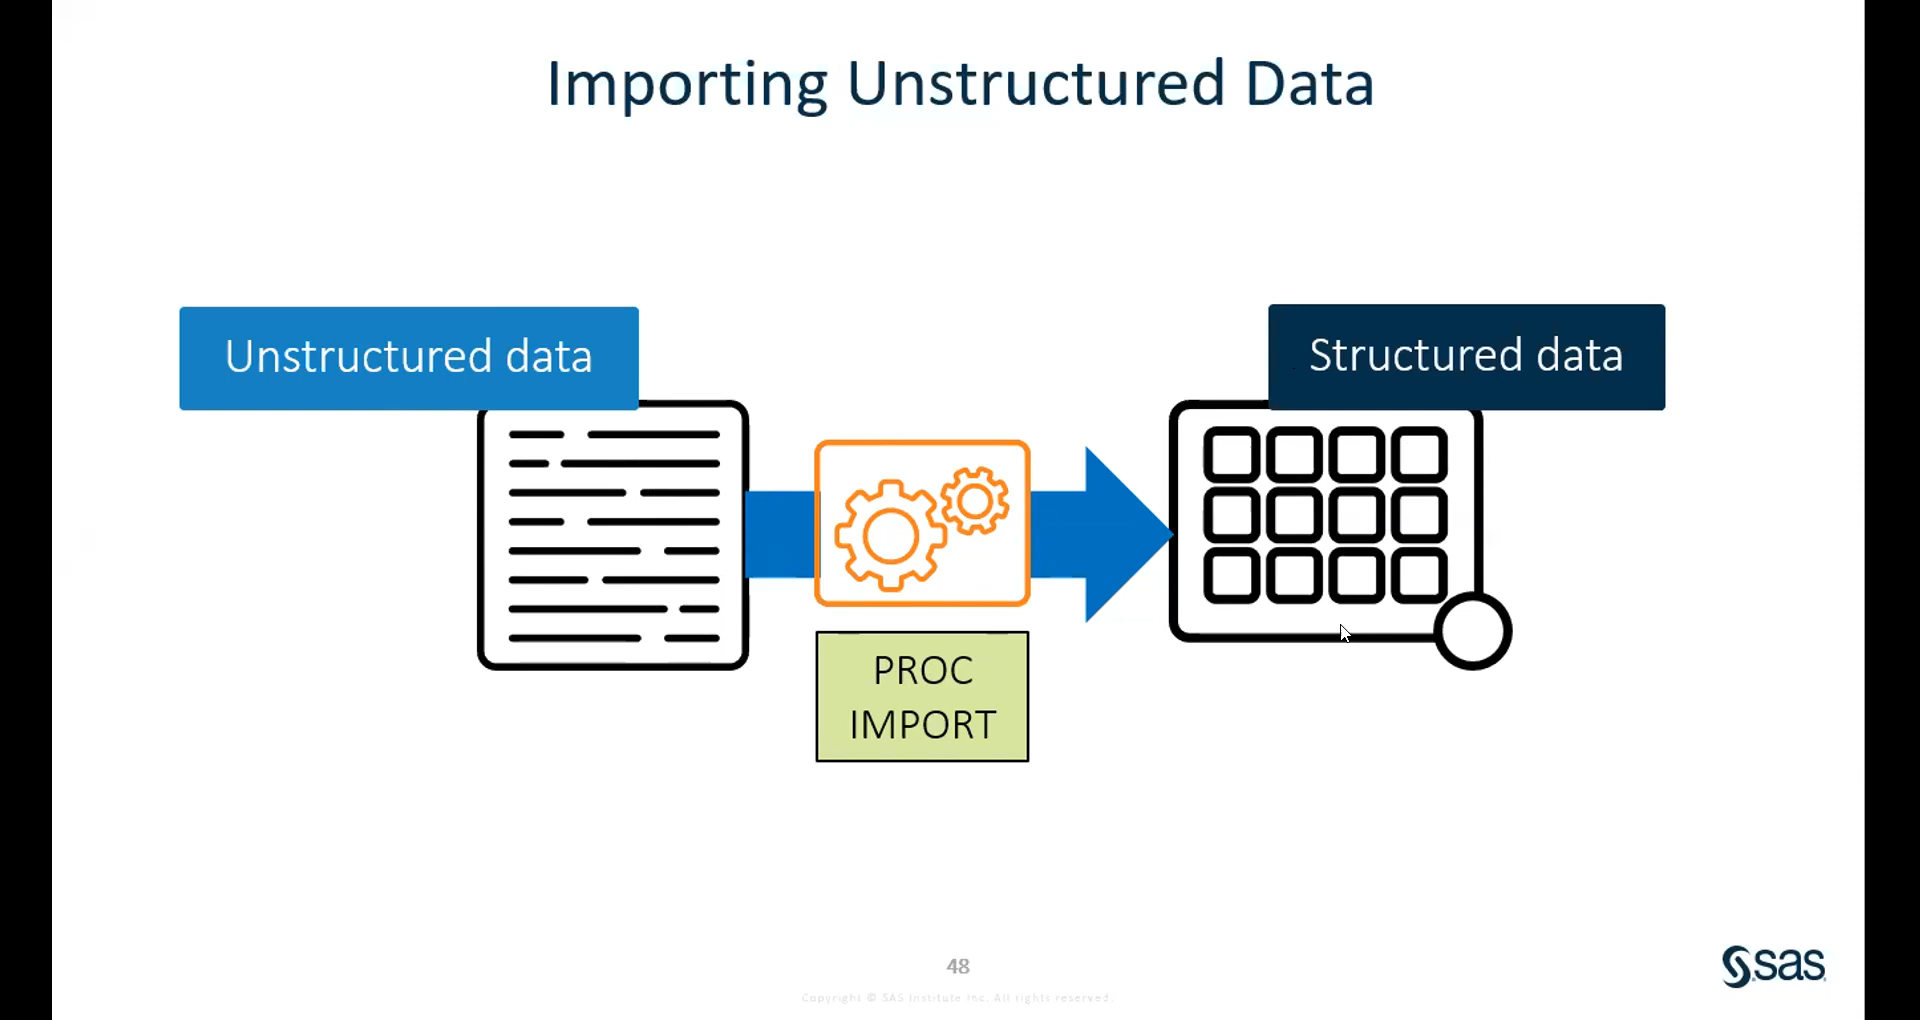 Importing Unstructured Data
Unstructured data
Structured data
PROC
IMPORT
48
Copyright © SAS Institute Inc. All rights reserved.
sas